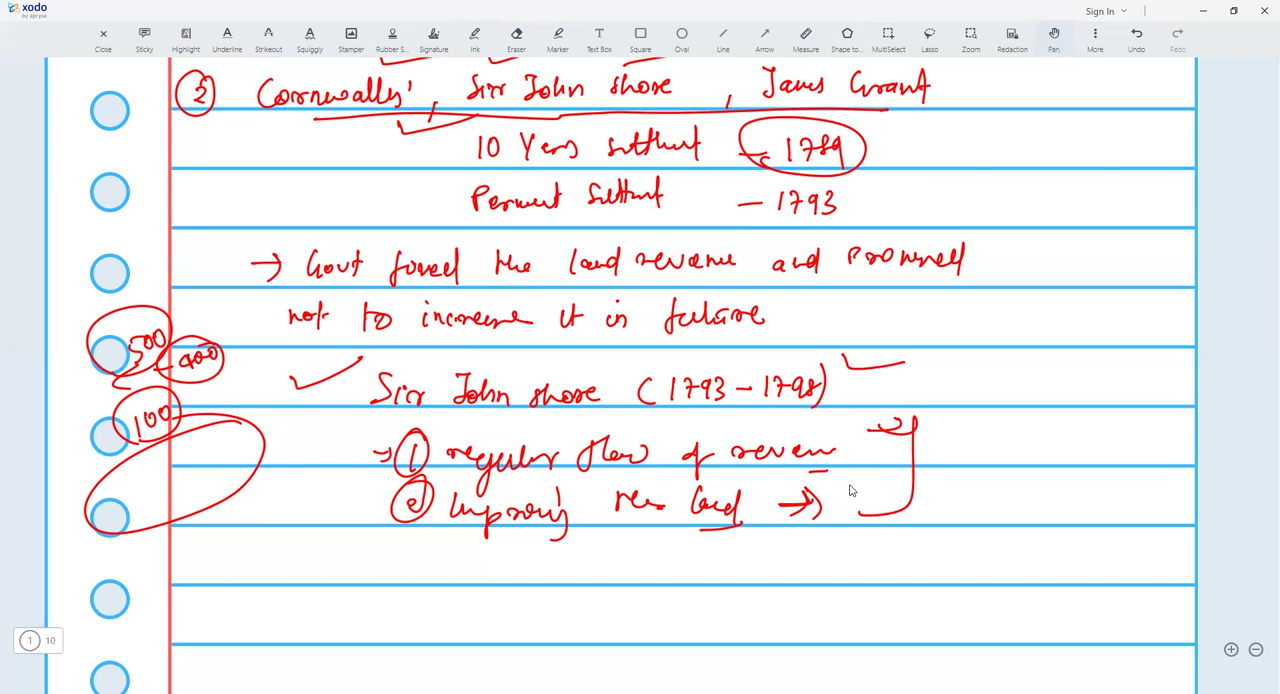 xodo
by apryse
Sign In
Close Sticky Highlight Underline Strikeout Squiggly Stamper Rubber S... Signature Ink Eraser Marker Text Box Square Oval Line Arrow Measure Shape to... MultiSelect Lasso Zoom Redaction Pan More Undo Redo
② Cornwallys', Sir John shore, James Grant
10 Years settlmt - 1789
Permnt settlmt - 1793
→ Govt fixed the land revenue and promised
not to increase it in future
500
- 400
100
Sir John shore (1793-1798)
→ ① regular flow of revenu
② Improving the land →
1 10